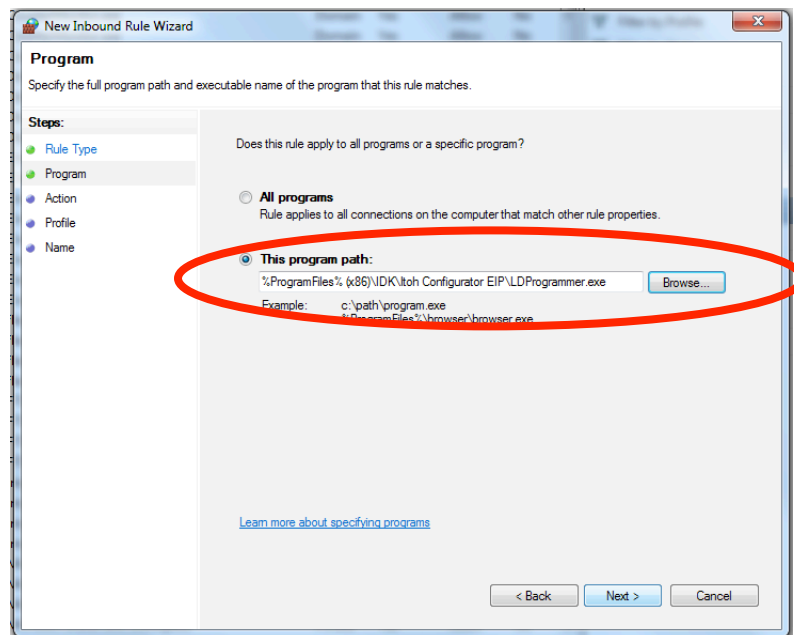 New Inbound Rule Wizard
Program
Specify the full program path and executable name of the program that this rule matches.
Steps:
Rule Type
Program
Action
Profile
Name
Does this rule apply to all programs or a specific program?
All programs
Rule applies to all connections on the computer that match other rule properties.
This program path:
%ProgramFiles% (x86)\IDK\Itoh Configurator EIP\LDProgrammer.exe
Browse...
Example: c:\path\program.exe
%ProgramFiles%\browser\browser.exe
Learn more about specifying programs
< Back Next > Cancel